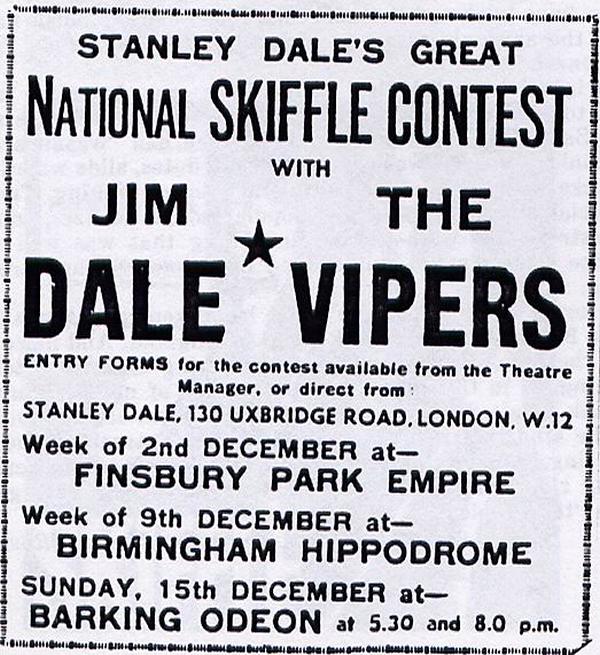 STANLEY DALE'S GREAT
NATIONAL SKIFFLE CONTEST
WITH
JIM THE
DALE ★ VIPERS
ENTRY FORMS for the contest available from the Theatre
Manager, or direct from :
STANLEY DALE, 130 UXBRIDGE ROAD, LONDON, W.12
Week of 2nd DECEMBER at—
FINSBURY PARK EMPIRE
Week of 9th DECEMBER at—
BIRMINGHAM HIPPODROME
SUNDAY, 15th DECEMBER at—
BARKING ODEON at 5.30 and 8.0 p.m.